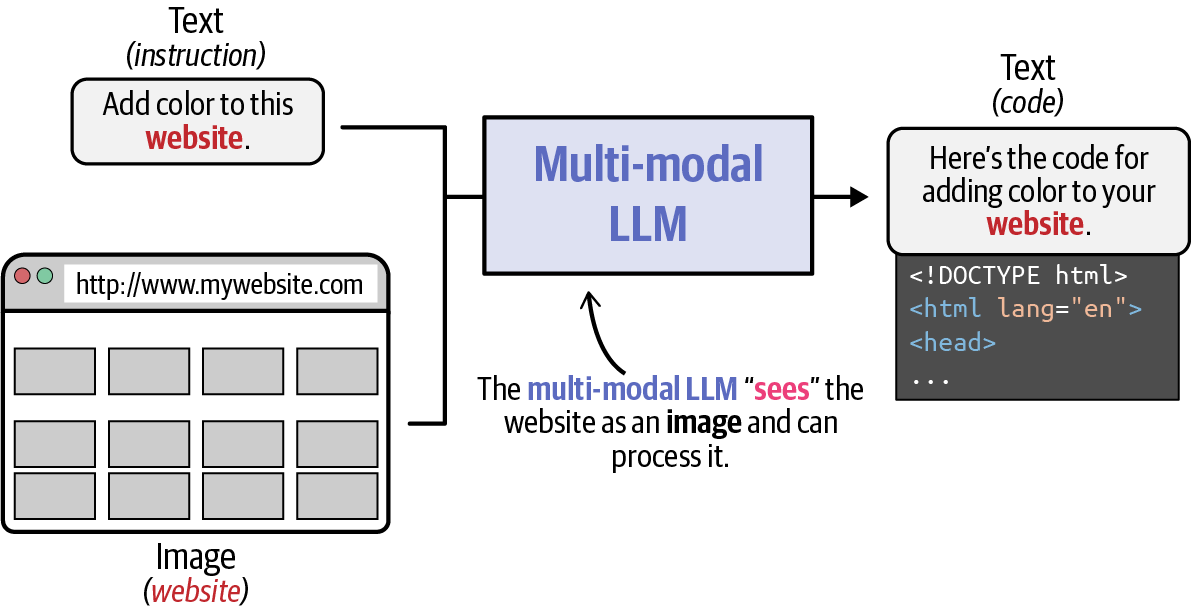 Text
(instruction)
Add color to this
website.
http://www.mywebsite.com
Image
(website)
Multi-modal
LLM
The multi-modal LLM “sees” the
website as an image and can
process it.
Text
(code)
Here's the code for
adding color to your
website.
<!DOCTYPE html>
<html lang="en">
<head>
...